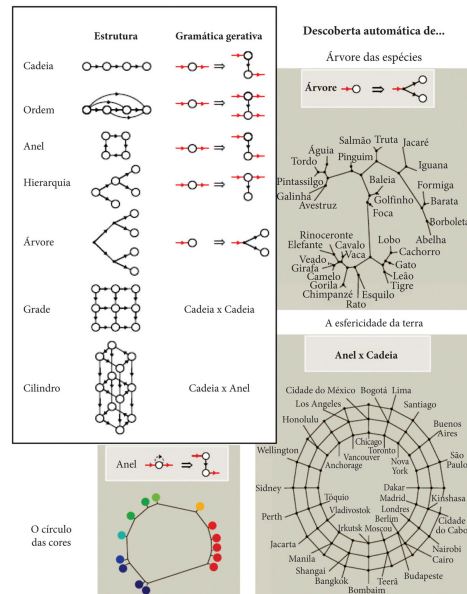 Estrutura
Gramática gerativa
Cadeia
Ordem
Anel
Hierarquia
Árvore
Grade
Cadeia x Cadeia
Cilindro
Cadeia x Anel
Descoberta automática de...
Árvore das espécies
Árvore
Salmão
Truta
Jacaré
Águia
Pinguim
Tordo
Iguana
Pintassilgo
Baleia
Formiga
Galinha
Golfinho
Barata
Avestruz
Foca
Borboleta
Abelha
Rinoceronte
Lobo
Elefante
Cavalo
Cachorro
Vaca
Veado
Gato
Girafa
Leão
Camelo
Tigre
Gorila
Esquilo
Chimpanzé
Rato
A esfericidade da terra
Anel x Cadeia
Cidade do México
Bogotá
Lima
Los Angeles
Santiago
Honolulu
Buenos
Aires
Wellington
Chicago
Toronto
Vancouver
Nova
York
Anchorage
São
Paulo
Sidney
Dakar
Kinshasa
Tóquio
Madrid
Londres
Perth
Vladivostok
Berlim
Cidade
do Cabo
Irkutsk
Moscou
Jacarta
Nairobi
Manila
Cairo
Shangai
Budapeste
Bangkok
Teerã
Bombaim
Anel
O círculo
das cores